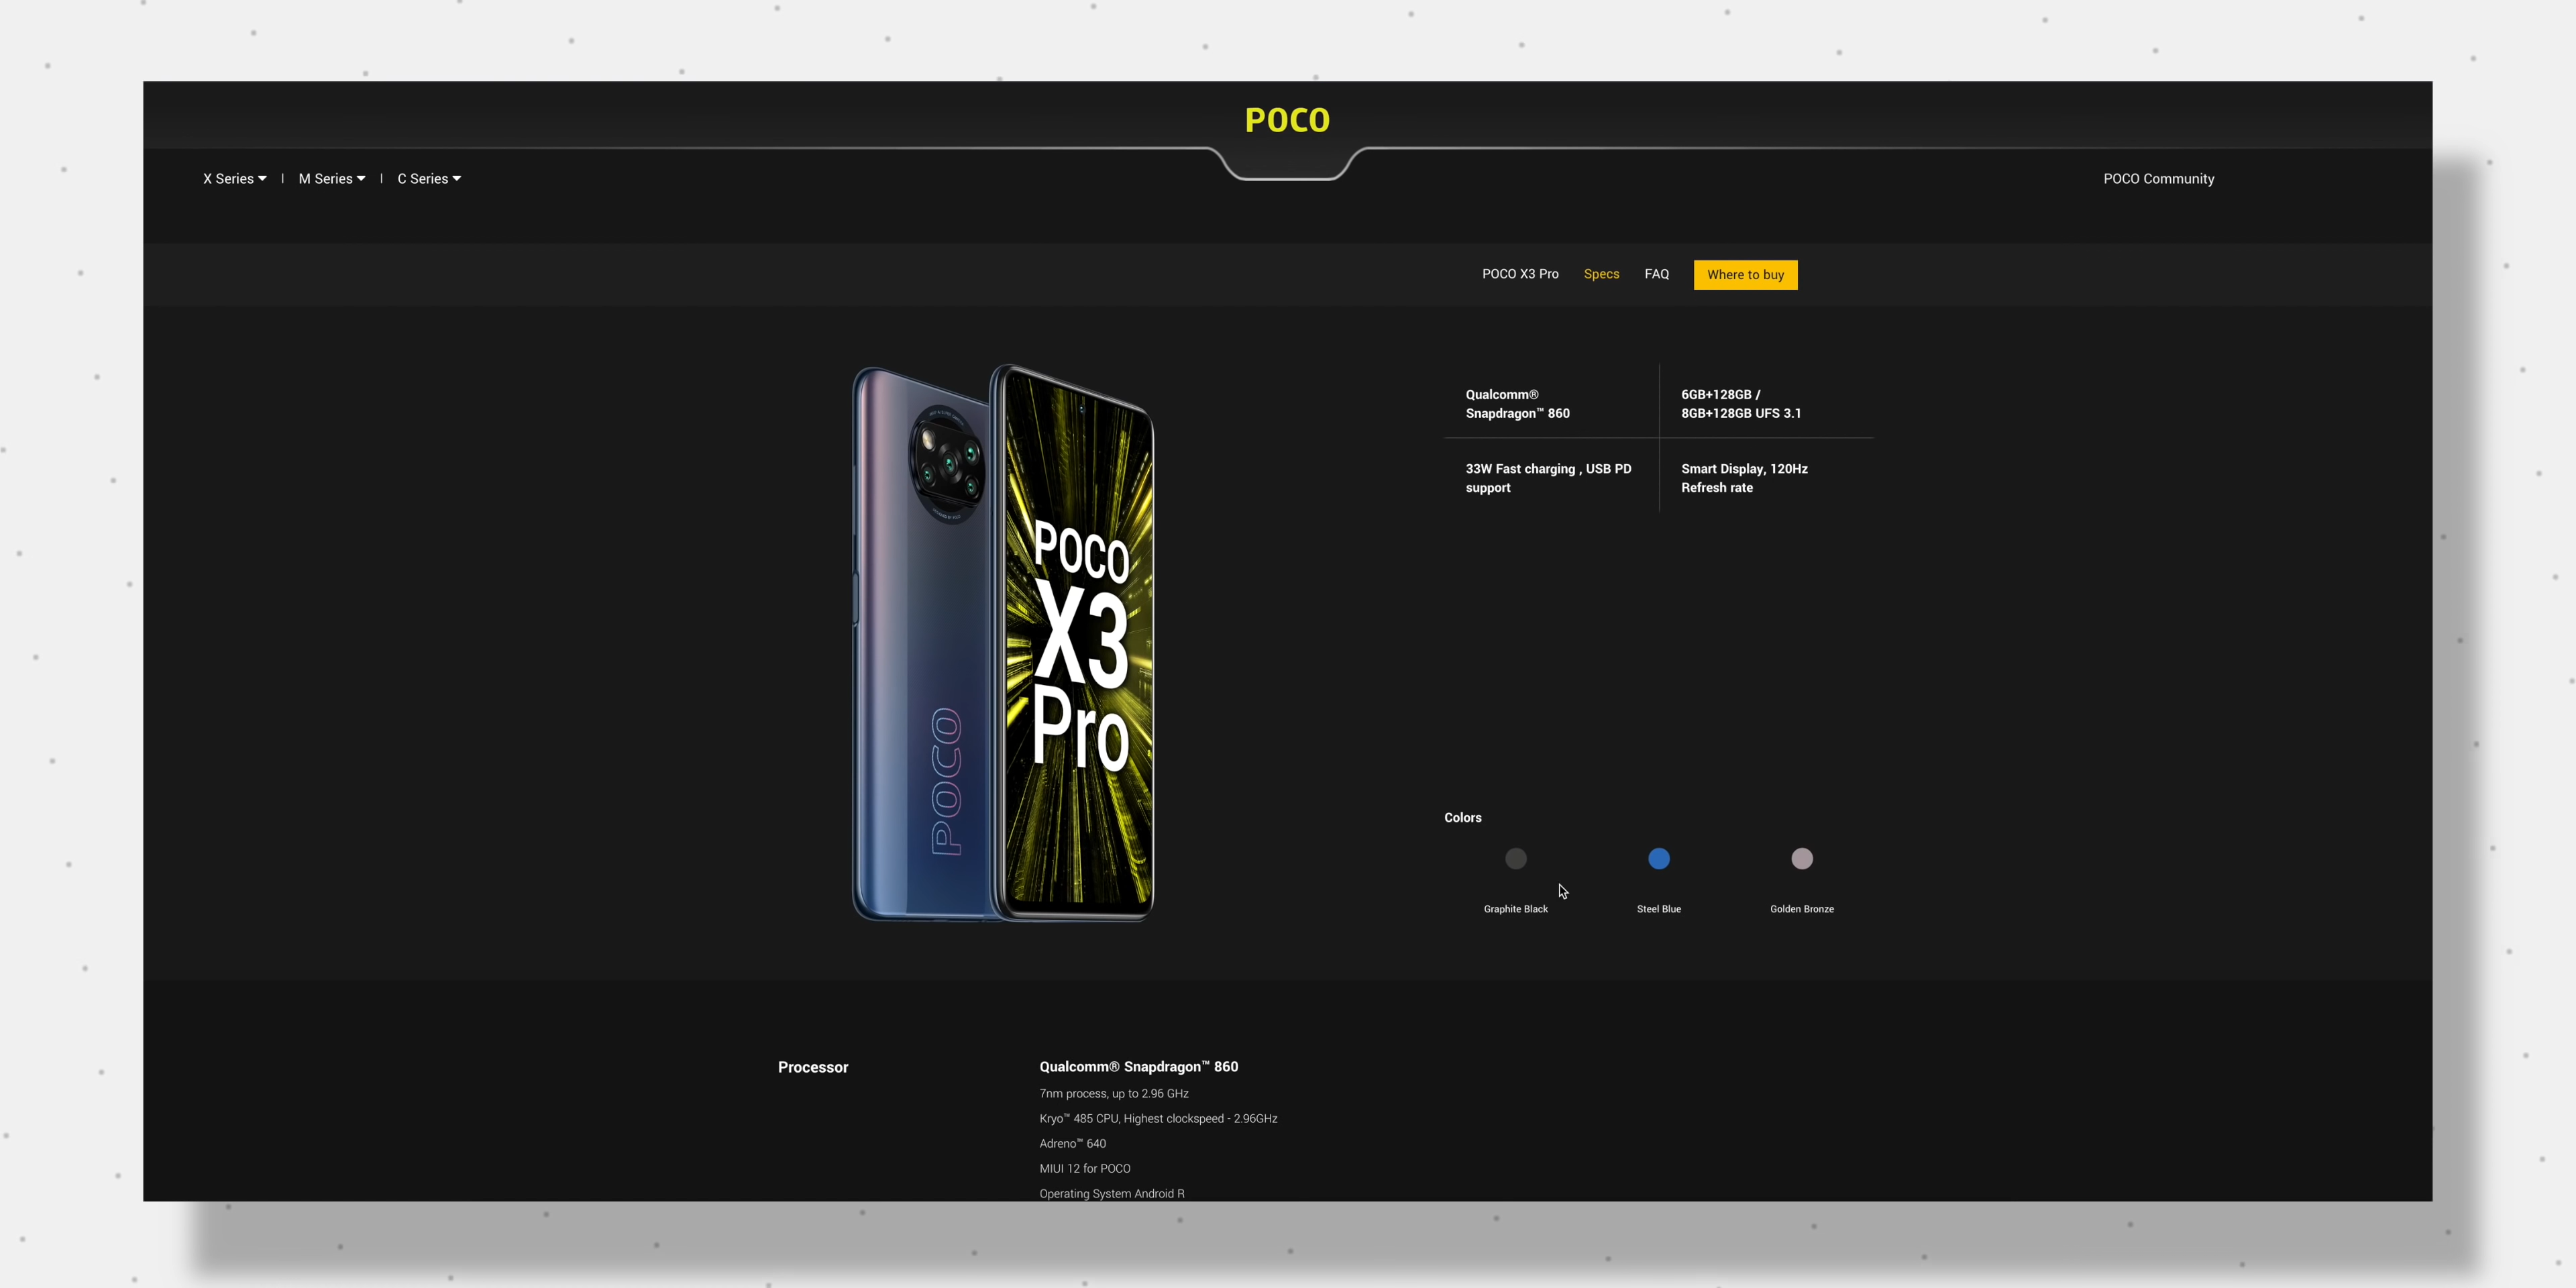 POCO
X Series | M Series | C Series
POCO Community
POCO X3 Pro Specs FAQ Where to buy
Qualcomm®
Snapdragon™ 860
6GB+128GB /
8GB+128GB UFS 3.1
33W Fast charging , USB PD
support
Smart Display, 120Hz
Refresh rate
POCO
POCO
X3
Pro
Colors
Graphite Black
Steel Blue
Golden Bronze
Processor
Qualcomm® Snapdragon™ 860
7nm process, up to 2.96 GHz
Kryo™ 485 CPU, Highest clockspeed - 2.96GHz
Adreno™ 640
MIUI 12 for POCO
Operating System Android R